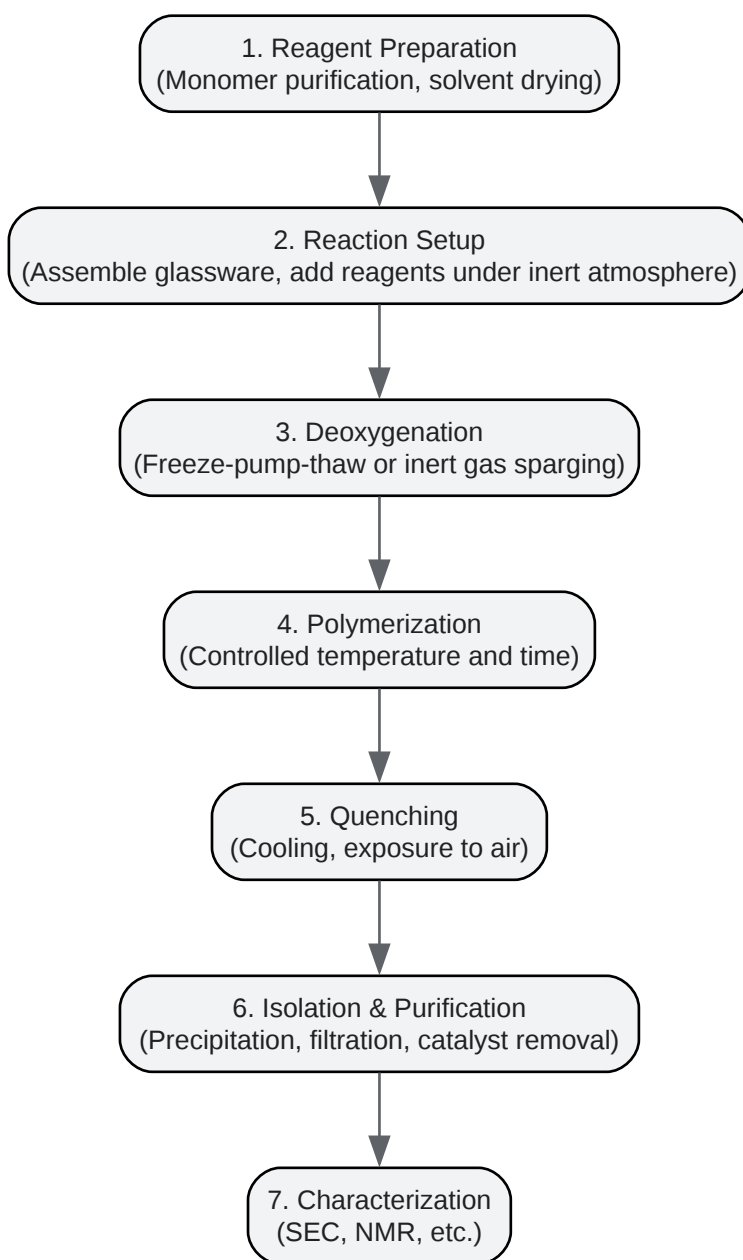 1. Reagent Preparation
(Monomer purification, solvent drying)
2. Reaction Setup
(Assemble glassware, add reagents under inert atmosphere)
3. Deoxygenation
(Freeze-pump-thaw or inert gas sparging)
4. Polymerization
(Controlled temperature and time)
5. Quenching
(Cooling, exposure to air)
6. Isolation & Purification
(Precipitation, filtration, catalyst removal)
7. Characterization
(SEC, NMR, etc.)